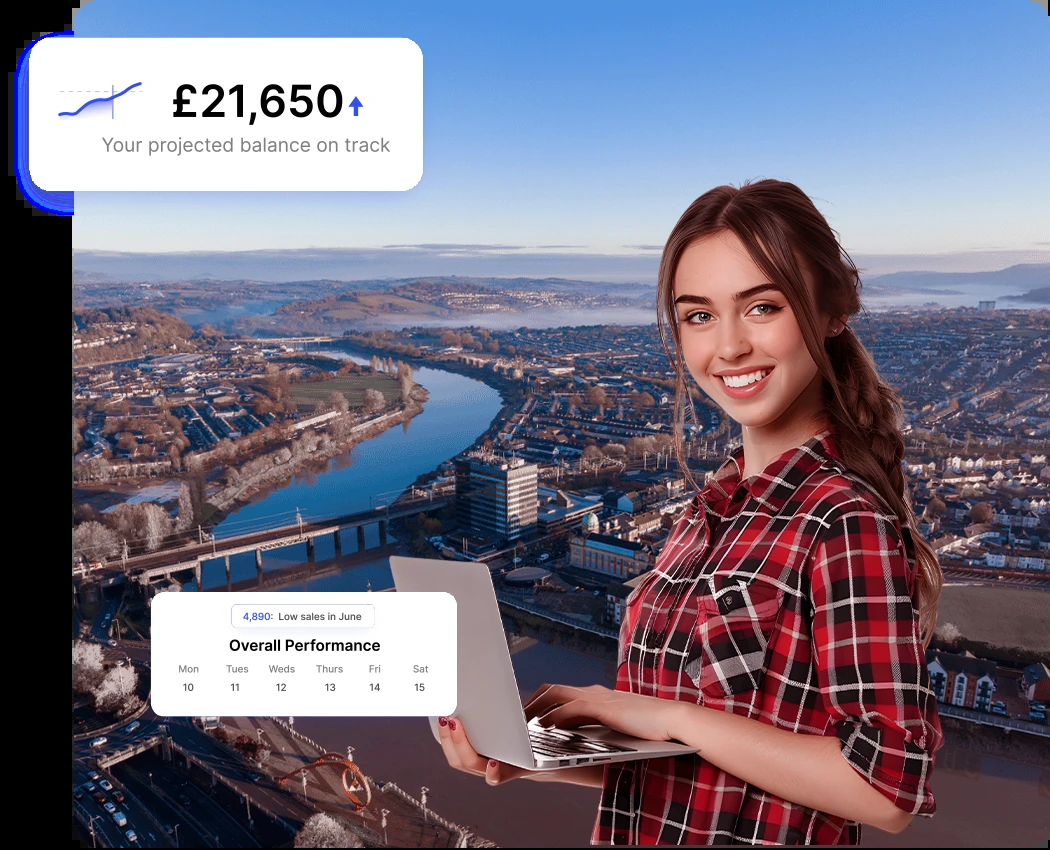 £21,650
Your projected balance on track
4,890: Low sales in June
Overall Performance
Mon Tues Weds Thurs Fri Sat
10 11 12 13 14 15